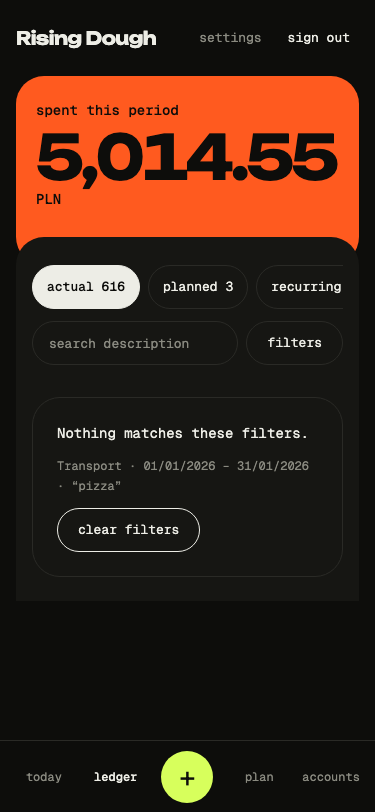 Rising Dough
settings
sign out
spent this period
5,014.55
PLN
actual 616
planned 3
recurring
search description
filters
Nothing matches these filters.
Transport · 01/01/2026 – 31/01/2026
· “pizza”
clear filters
today
ledger
+
plan
accounts